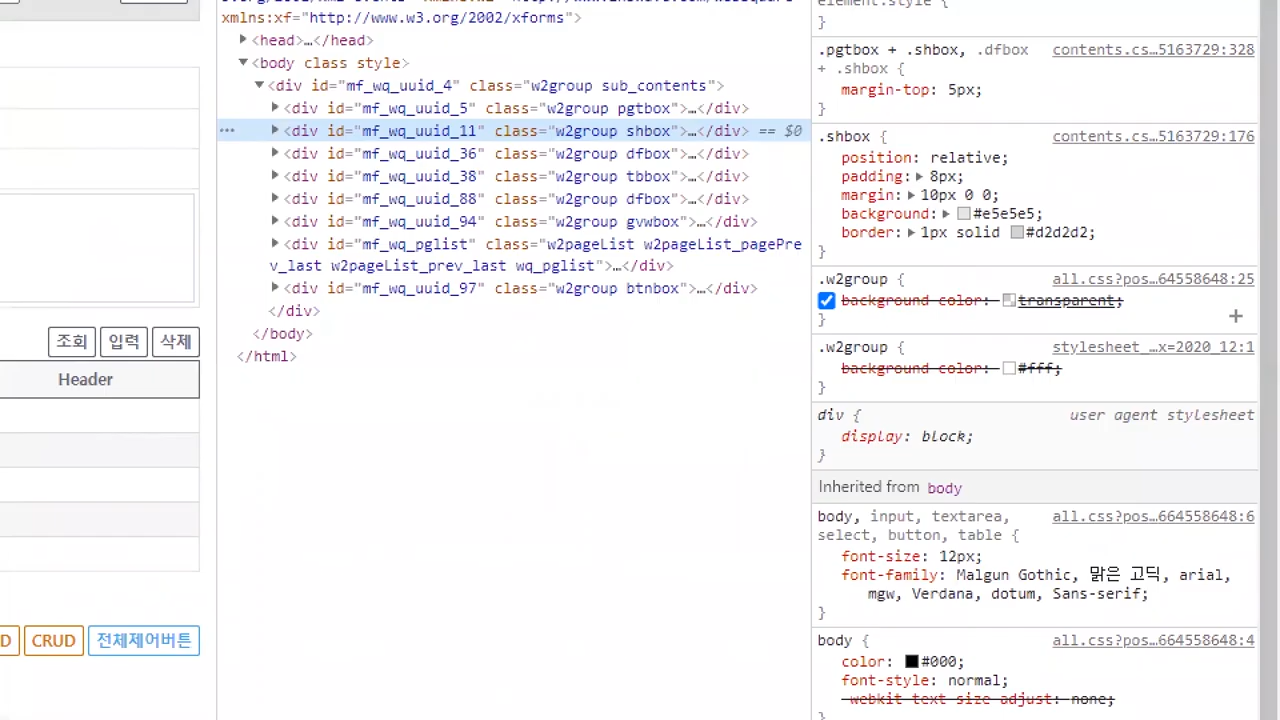 xmlns:xf="http://www.w3.org/2002/xforms">
<head>…</head>
<body class style>
<div id="mf_wq_uuid_4" class="w2group sub_contents">
<div id="mf_wq_uuid_5" class="w2group pgtbox">…</div>
<div id="mf_wq_uuid_11" class="w2group shbox">…</div> == $0
<div id="mf_wq_uuid_36" class="w2group dfbox">…</div>
<div id="mf_wq_uuid_38" class="w2group tbbox">…</div>
<div id="mf_wq_uuid_88" class="w2group dfbox">…</div>
<div id="mf_wq_uuid_94" class="w2group gvwbox">…</div>
<div id="mf_wq_pglist" class="w2pageList w2pageList_pagePre
v_last w2pageList_prev_last wq_pglist">…</div>
<div id="mf_wq_uuid_97" class="w2group btnbox">…</div>
</div>
</body>
</html>
조회 입력 삭제
Header
D CRUD 전체제어버튼
element.style {
}
.pgtbox + .shbox, .dfbox contents.cs…5163729:328
+ .shbox {
margin-top: 5px;
}
.shbox { contents.cs…5163729:176
position: relative;
padding: 8px;
margin: 10px 0 0;
background: #e5e5e5;
border: 1px solid #d2d2d2;
}
.w2group { all.css?pos…64558648:25
background-color: transparent;
}
.w2group { stylesheet_…x=2020_12:1
background-color: #fff;
}
div { user agent stylesheet
display: block;
}
Inherited from body
body, input, textarea, all.css?pos…664558648:6
select, button, table {
font-size: 12px;
font-family: Malgun Gothic, 맑은 고딕, arial,
mgw, Verdana, dotum, Sans-serif;
}
body { all.css?pos…664558648:4
color: #000;
font-style: normal;
-webkit-text-size-adjust: none;
}